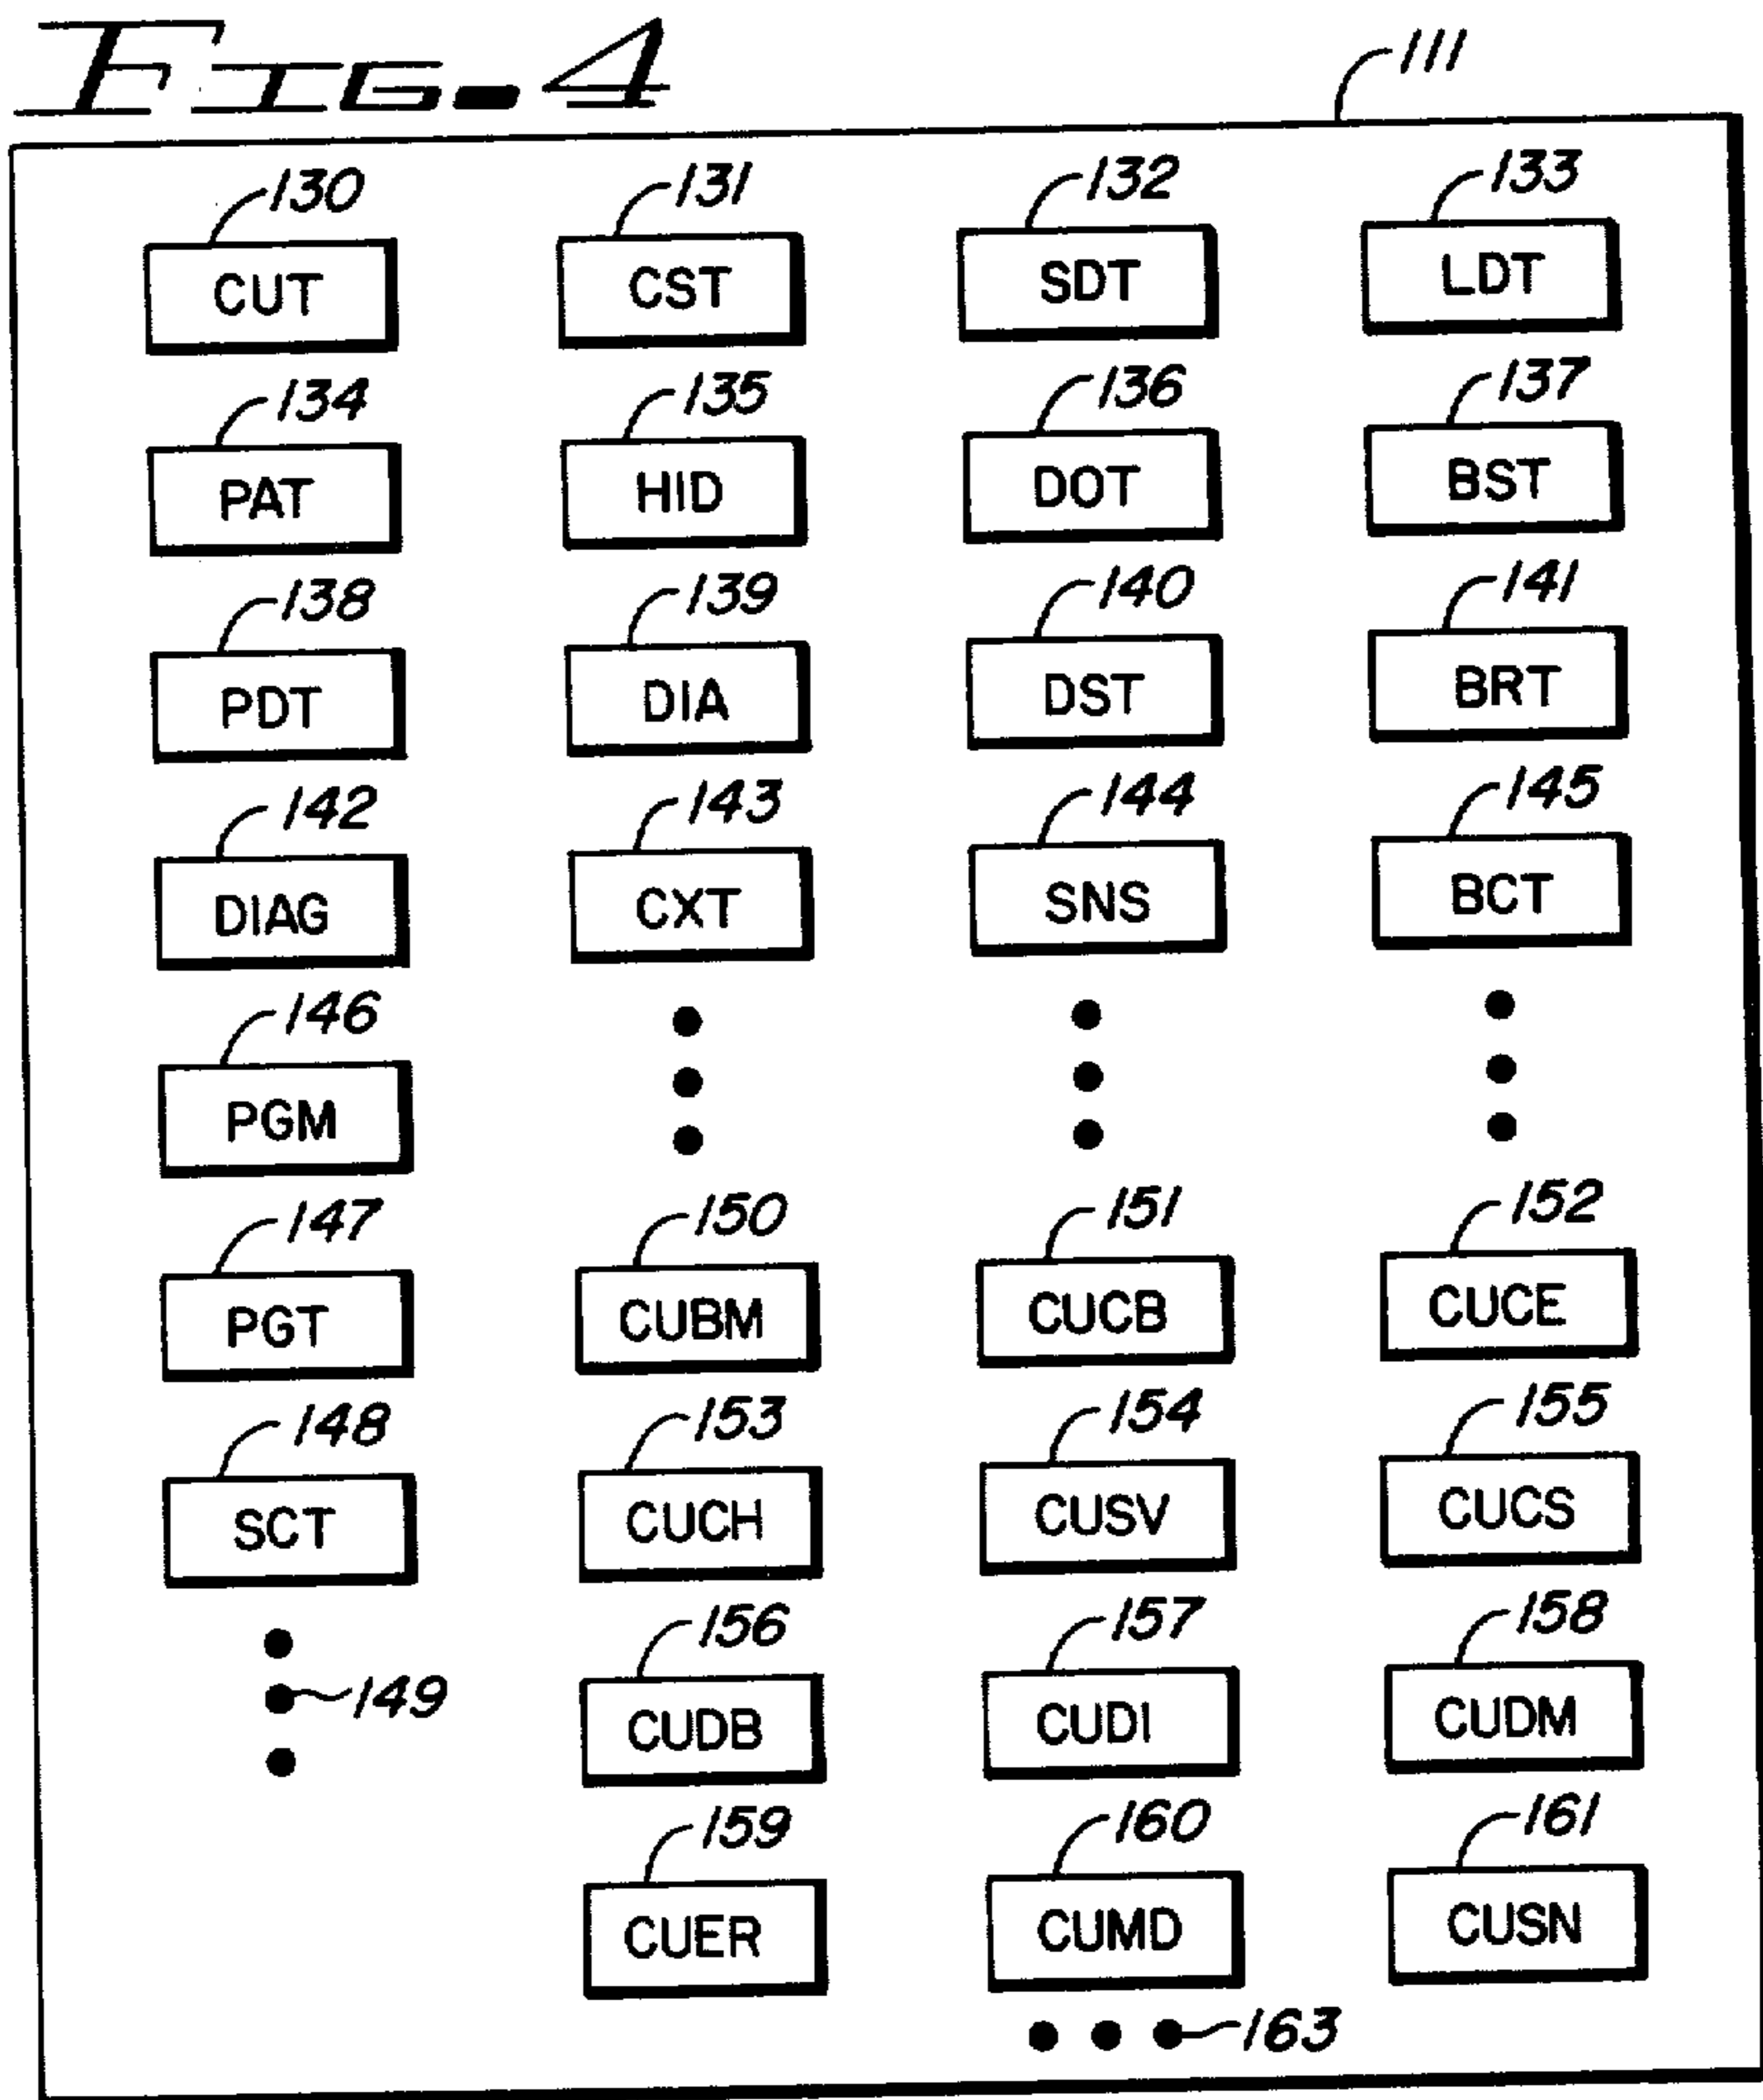 FIG-4
111
130 131 132 133
CUT CST SDT LDT
134 135 136 137
PAT HID DOT BST
138 139 140 141
PDT DIA DST BRT
142 143 144 145
DIAG CXT SNS BCT
146
PGM
147 150 151 152
PGT CUBM CUCB CUCE
148 153 154 155
SCT CUCH CUSV CUCS
156 157 158
149
CUDB CUDI CUDM
159 160 161
CUER CUMD CUSN
163